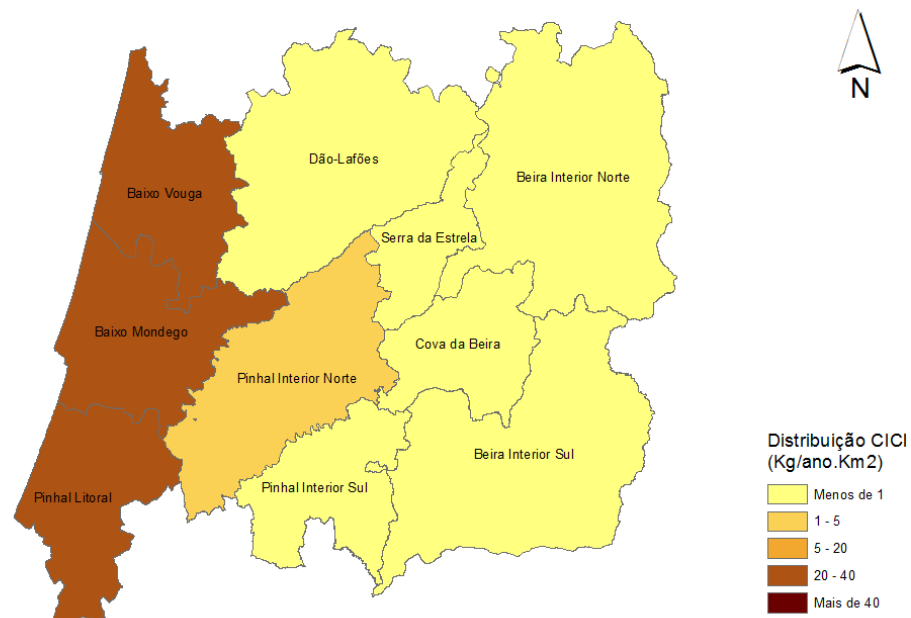 N
Dão-Lafões
Beira Interior Norte
Baixo Vouga
Serra da Estrela
Baixo Mondego
Cova da Beira
Pinhal Interior Norte
Beira Interior Sul
Pinhal Interior Sul
Pinhal Litoral
Distribuição CICI
(Kg/ano.Km2)
Menos de 1
1 - 5
5 - 20
20 - 40
Mais de 40